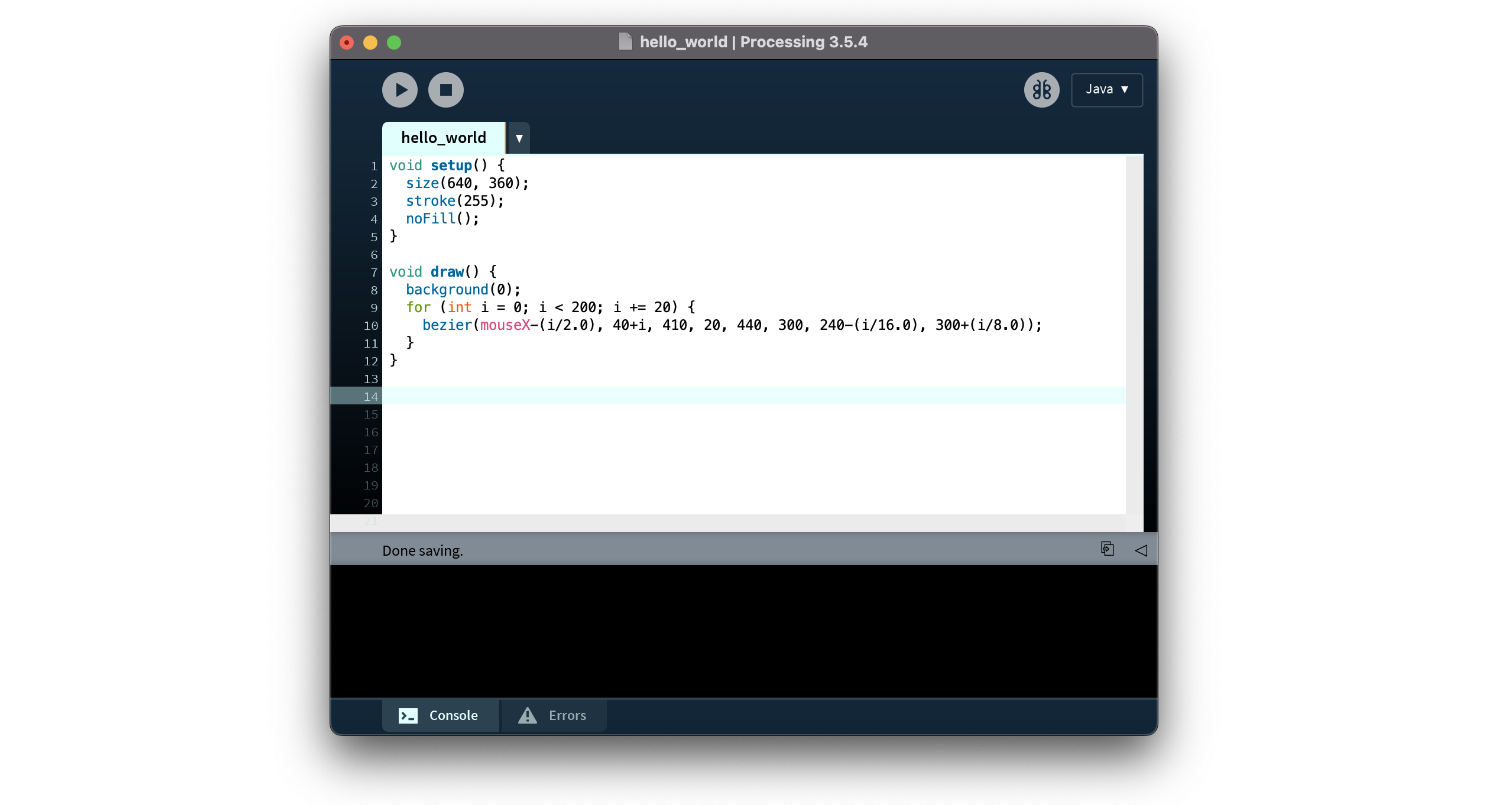 hello_world | Processing 3.5.4
Java ▼
hello_world ▼
1 void setup() {
2   size(640, 360);
3   stroke(255);
4   noFill();
5 }
6
7 void draw() {
8   background(0);
9   for (int i = 0; i < 200; i += 20) {
10     bezier(mouseX-(i/2.0), 40+i, 410, 20, 440, 300, 240-(i/16.0), 300+(i/8.0));
11   }
12 }
13
14
15
16
17
18
19
20
21
Done saving.
Console Errors